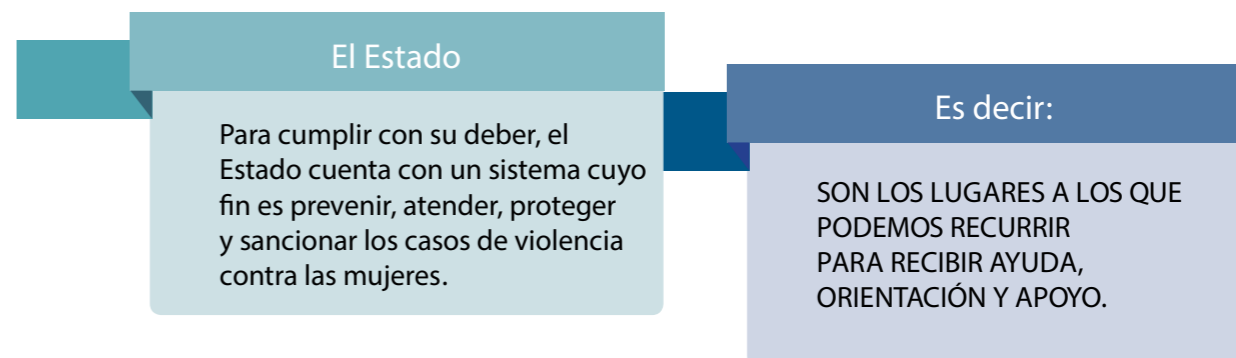 El Estado
Para cumplir con su deber, el
Estado cuenta con un sistema cuyo
fin es prevenir, atender, proteger
y sancionar los casos de violencia
contra las mujeres.
Es decir:
SON LOS LUGARES A LOS QUE
PODEMOS RECURRIR
PARA RECIBIR AYUDA,
ORIENTACIÓN Y APOYO.